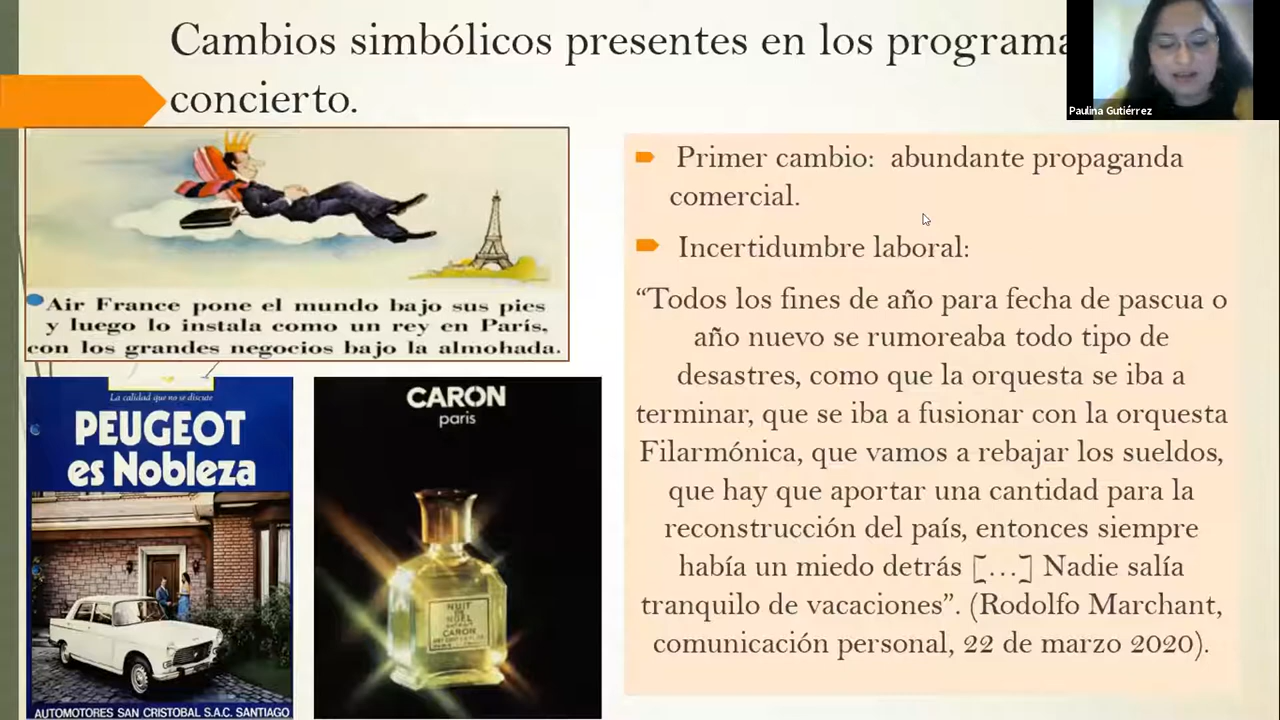 Cambios simbólicos presentes en los programa
concierto.
Paulina Gutiérrez
Air France pone el mundo bajo sus pies
y luego lo instala como un rey en París,
con los grandes negocios bajo la almohada.
La calidad que no se discute
PEUGEOT
es Nobleza
AUTOMOTORES SAN CRISTOBAL S.A.C. SANTIAGO
CARON
paris
NUIT
DE
NOËL
CARON
Primer cambio: abundante propaganda
comercial.
Incertidumbre laboral:
“Todos los fines de año para fecha de pascua o
año nuevo se rumoreaba todo tipo de
desastres, como que la orquesta se iba a
terminar, que se iba a fusionar con la orquesta
Filarmónica, que vamos a rebajar los sueldos,
que hay que aportar una cantidad para la
reconstrucción del país, entonces siempre
había un miedo detrás […] Nadie salía
tranquilo de vacaciones”. (Rodolfo Marchant,
comunicación personal, 22 de marzo 2020).